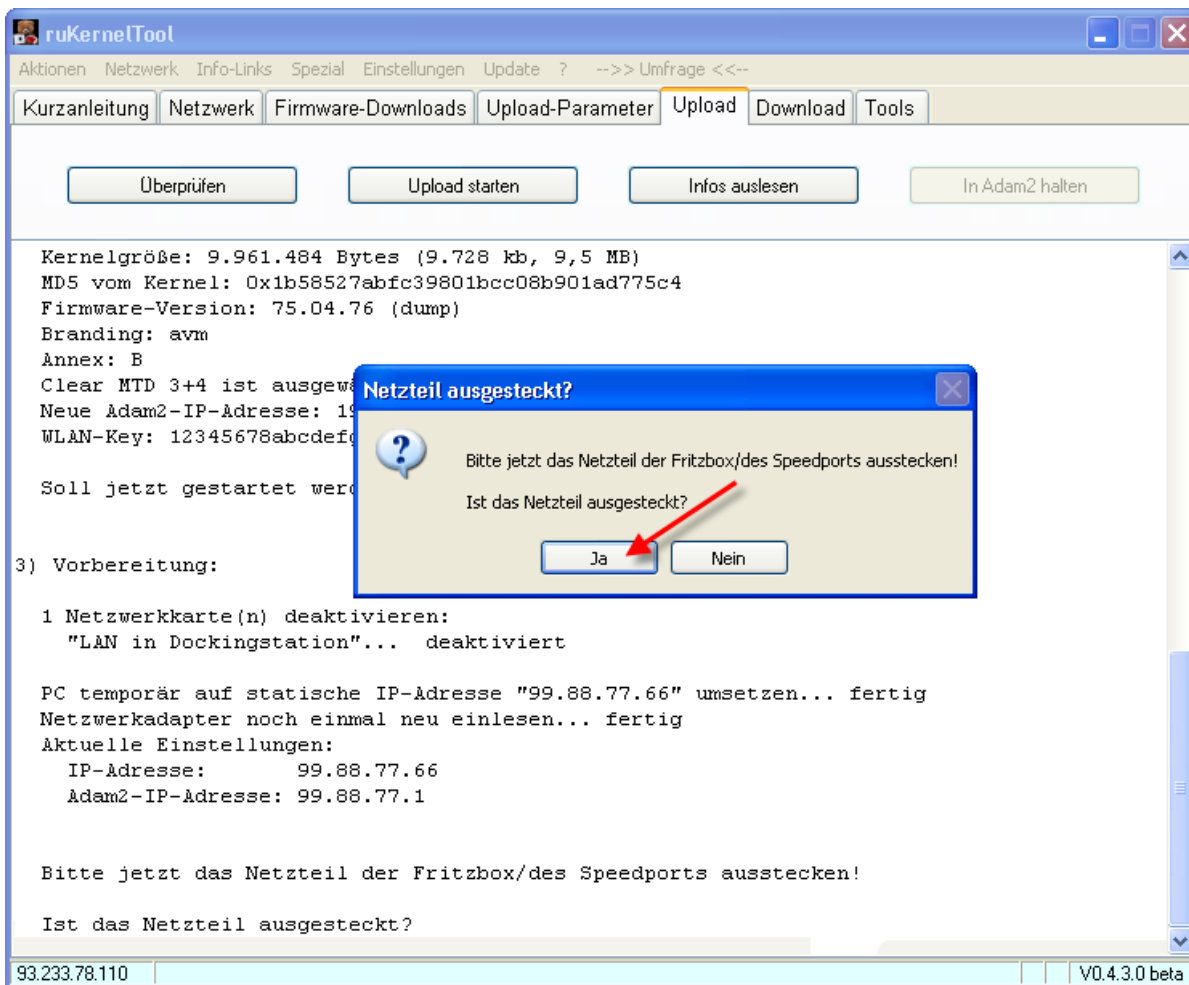 ruKernelTool
Aktionen Netzwerk Info-Links Spezial Einstellungen Update ? -->> Umfrage <<--
Kurzanleitung Netzwerk Firmware-Downloads Upload-Parameter Upload Download Tools
Überprüfen Upload starten Infos auslesen In Adam2 halten
Kernelgröße: 9.961.484 Bytes (9.728 kb, 9,5 MB)
MD5 vom Kernel: 0x1b58527abfc39801bcc08b901ad775c4
Firmware-Version: 75.04.76 (dump)
Branding: avm
Annex: B
Clear MTD 3+4 ist
Neue Adam2-IP-Adresse:
WLAN-Key:
Soll jetzt gestartet
Netzteil ausgesteckt?
Bitte jetzt das Netzteil der Fritzbox/des Speedports ausstecken!
Ist das Netzteil ausgesteckt?
Ja Nein
3) Vorbereitung:
1 Netzwerkkarte(n) deaktivieren:
"LAN in Dockingstation"... deaktiviert
PC temporär auf statische IP-Adresse "99.88.77.66" umsetzen... fertig
Netzwerkadapter noch einmal neu einlesen... fertig
Aktuelle Einstellungen:
IP-Adresse: 99.88.77.66
Adam2-IP-Adresse: 99.88.77.1
Bitte jetzt das Netzteil der Fritzbox/des Speedports ausstecken!
Ist das Netzteil ausgesteckt?
93.233.78.110 V0.4.3.0 beta